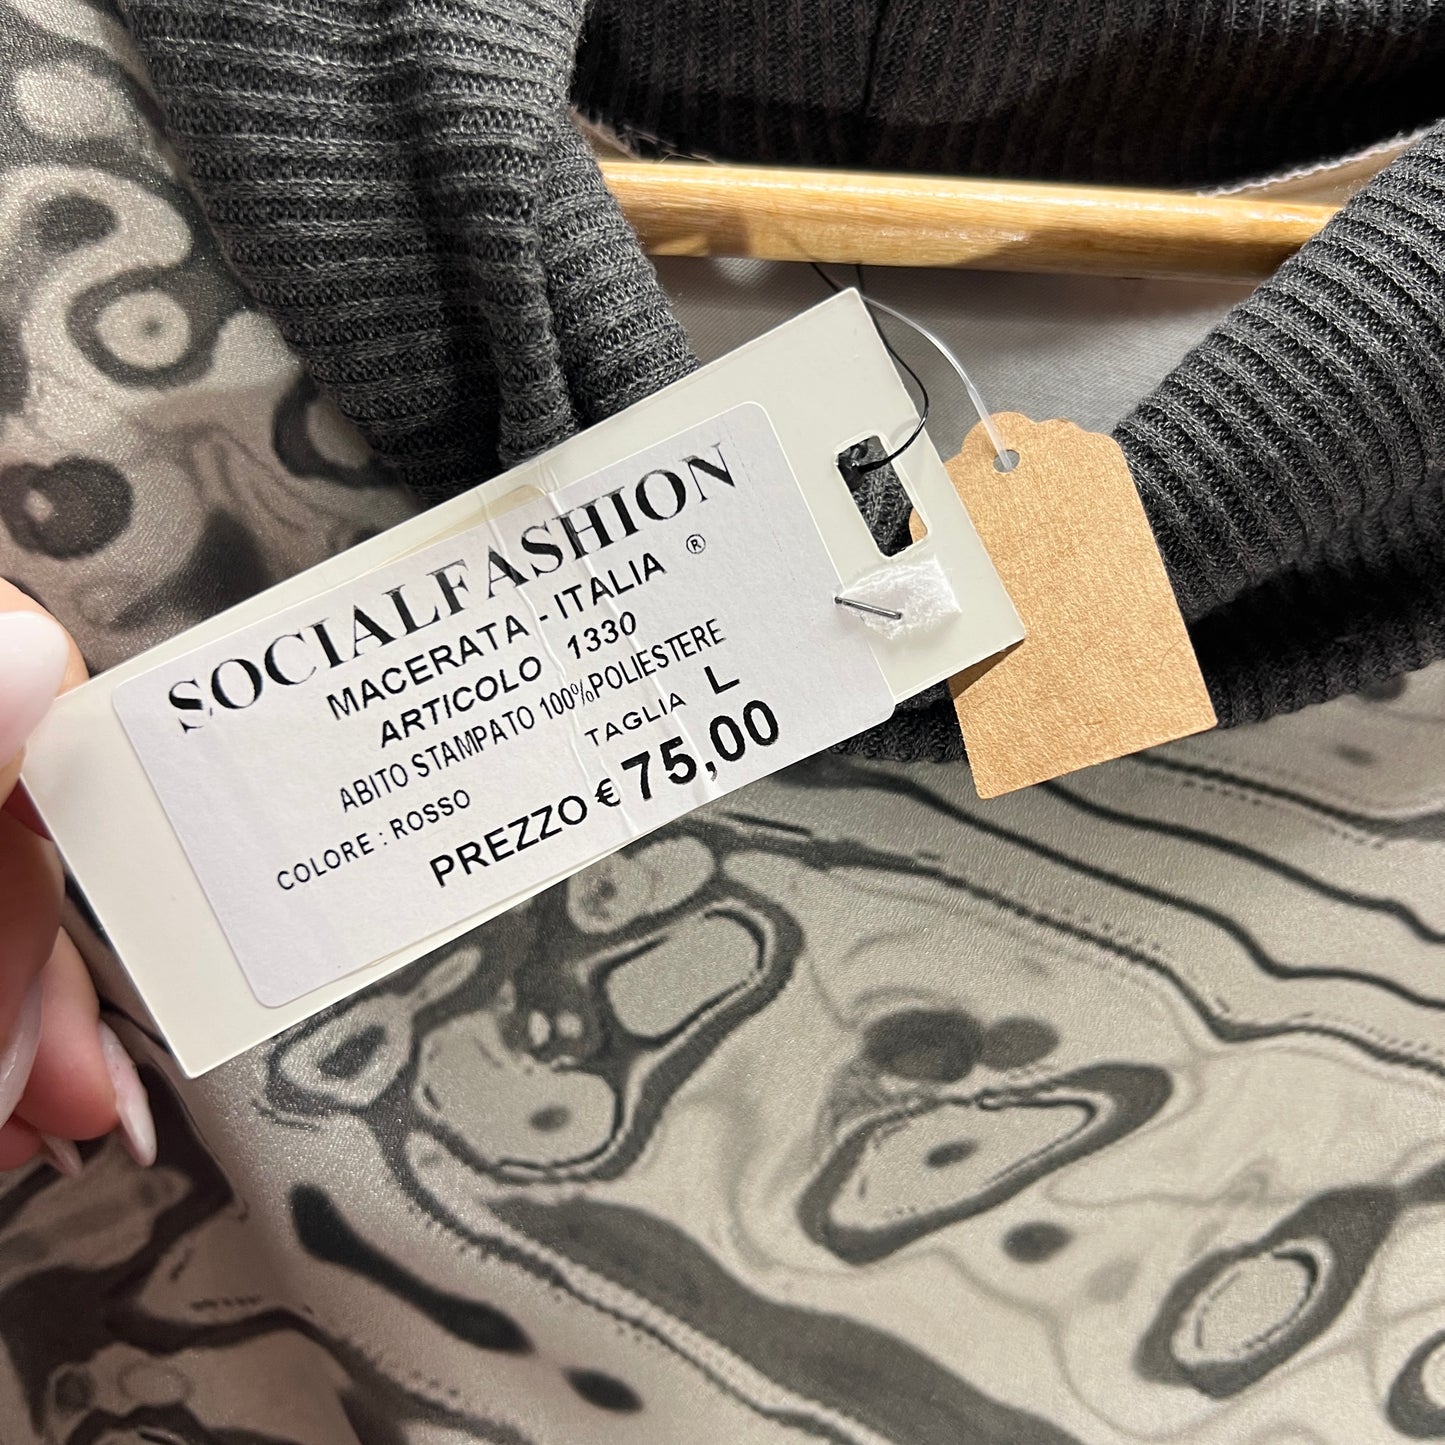 SOCIALFASHION
MACERATA - ITALIA ®
ARTICOLO 1330
ABITO STAMPATO 100%POLIESTERE
TAGLIA L
COLORE : ROSSO
PREZZO € 75,00